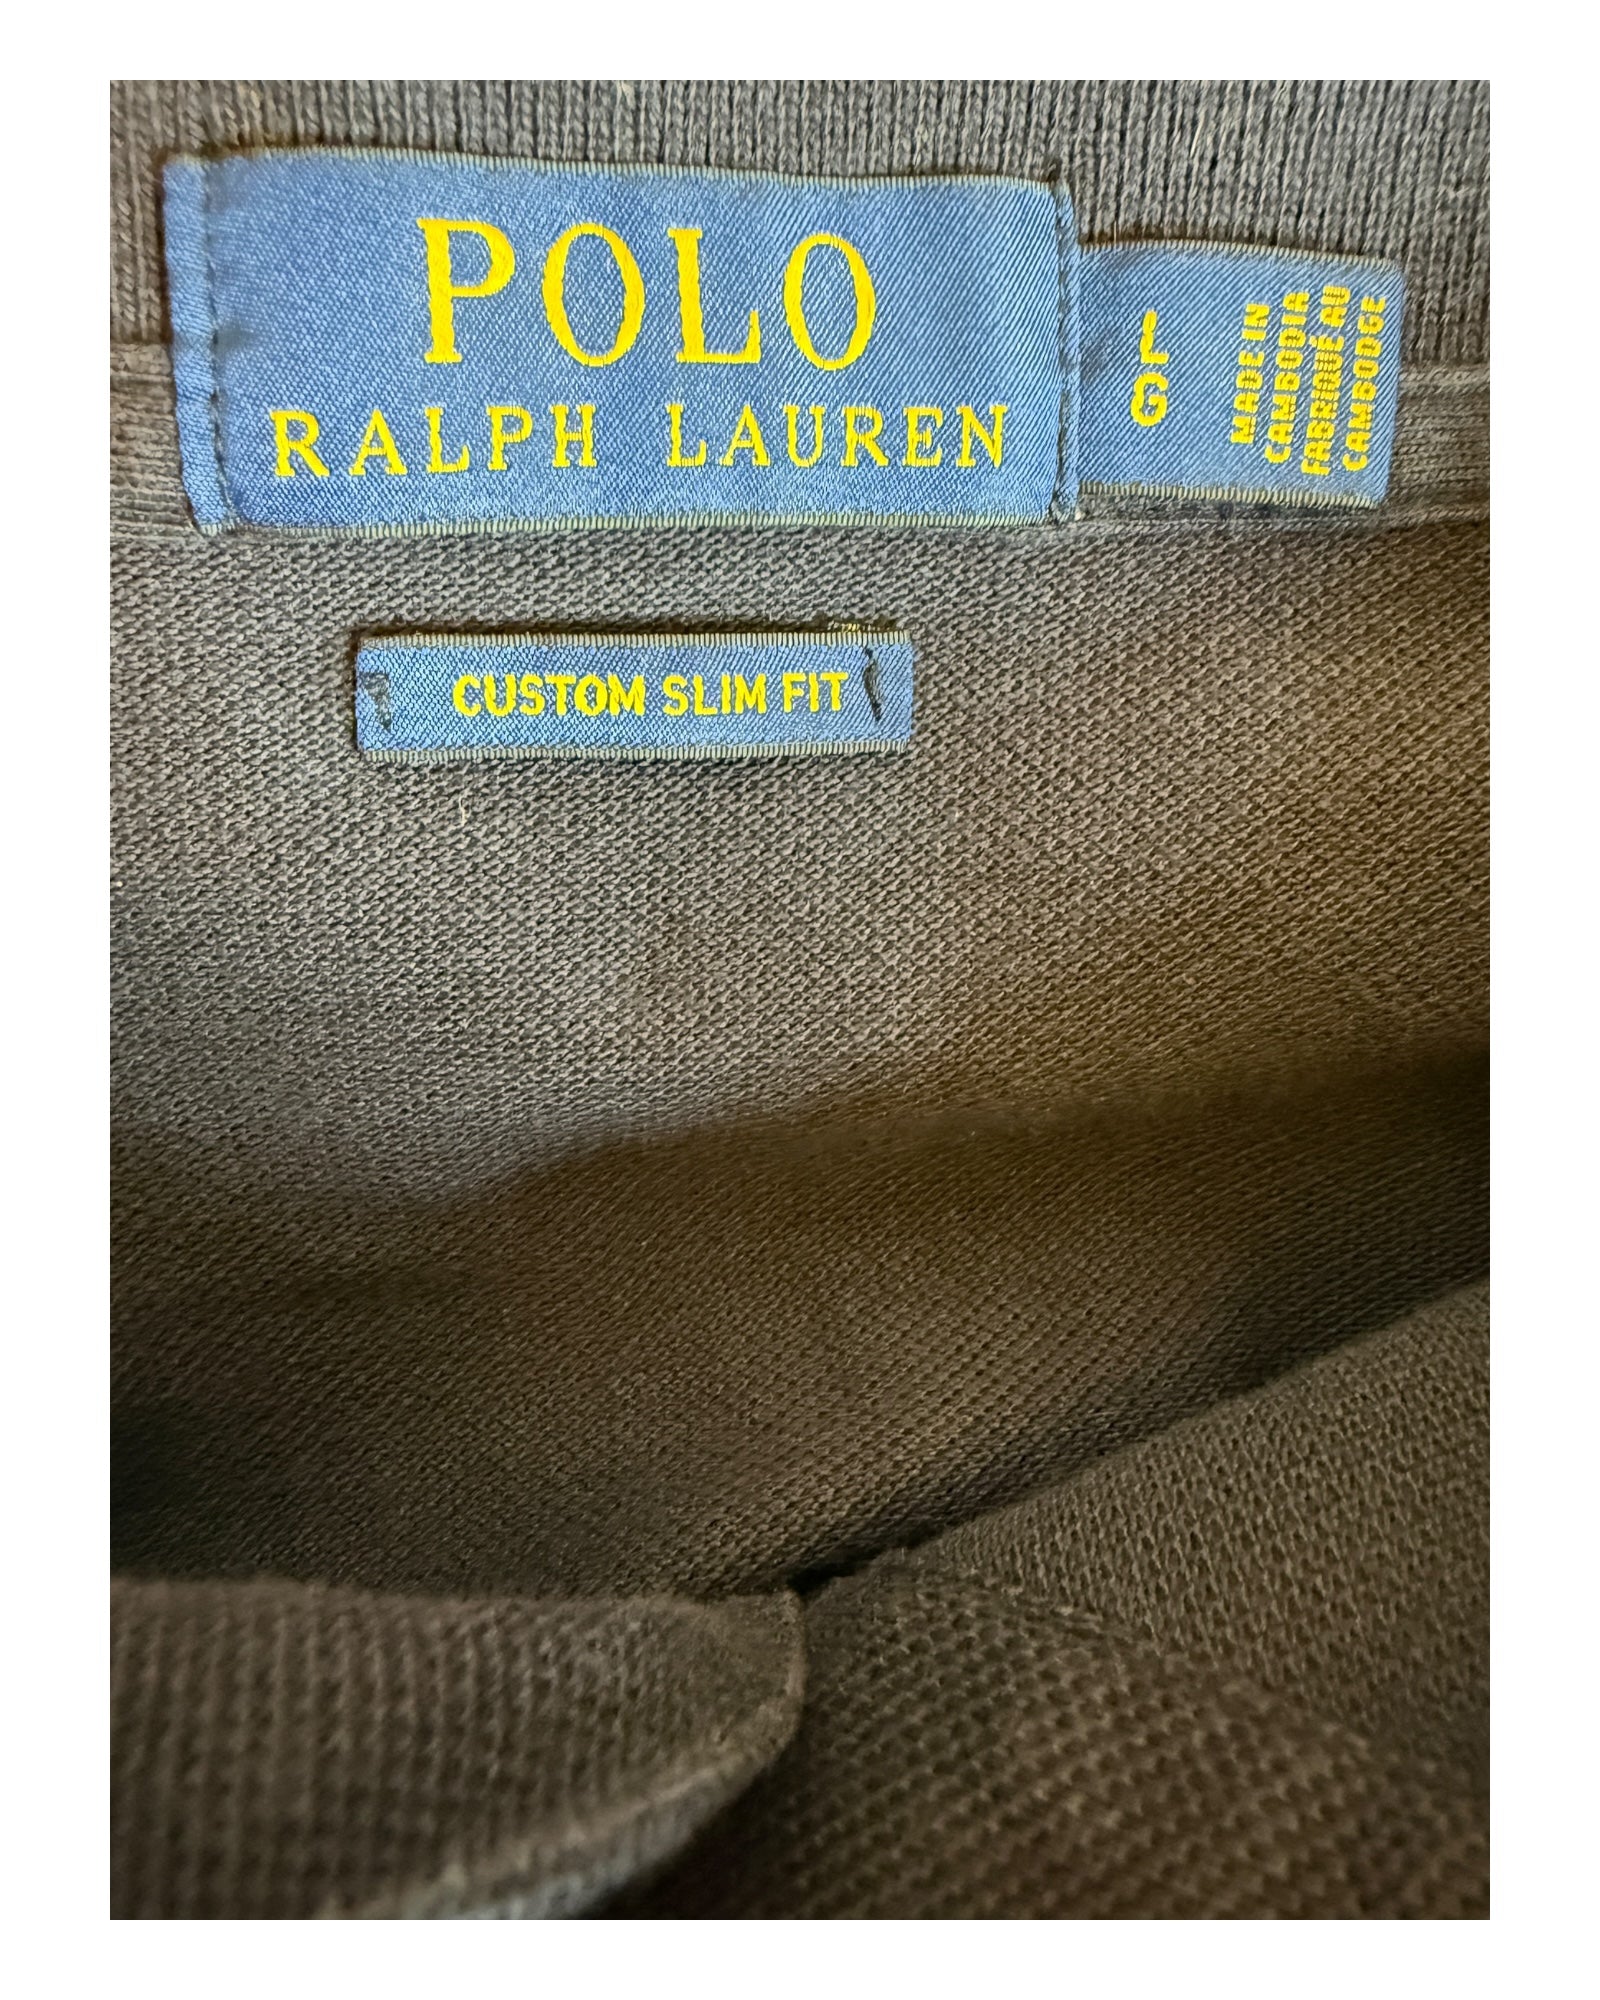 POLO
RALPH LAUREN
L
G
MADE IN
CAMBODIA
FABRIQUÉ AU
CAMBODGE
CUSTOM SLIM FIT